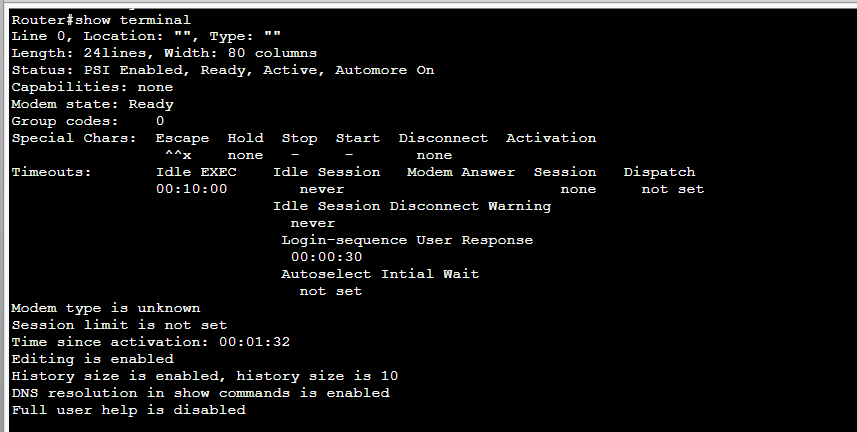 Router#show terminal
Line 0, Location: "", Type: ""
Length: 24lines, Width: 80 columns
Status: PSI Enabled, Ready, Active, Automore On
Capabilities: none
Modem state: Ready
Group codes:    0
Special Chars:  Escape  Hold  Stop  Start  Disconnect  Activation
                 ^^x    none   –     –       none
Timeouts:       Idle EXEC    Idle Session   Modem Answer  Session   Dispatch
                00:10:00        never                        none     not set
                             Idle Session Disconnect Warning
                               never
                              Login-sequence User Response
                               00:00:30
                              Autoselect Intial Wait
                                not set
Modem type is unknown
Session limit is not set
Time since activation: 00:01:32
Editing is enabled
History size is enabled, history size is 10
DNS resolution in show commands is enabled
Full user help is disabled